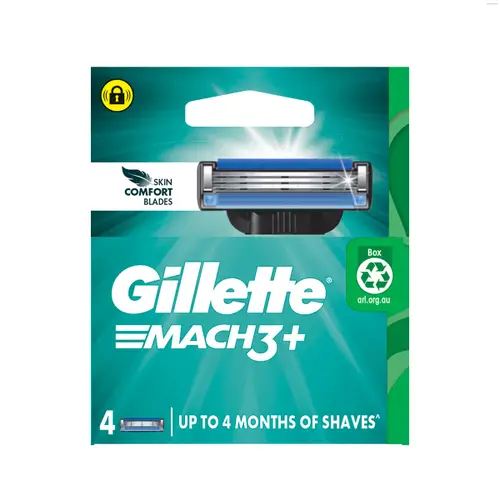 SKIN
COMFORT
BLADES
Box
arl.org.au
Gillette®
MACH3+
4
UP TO 4 MONTHS OF SHAVES^